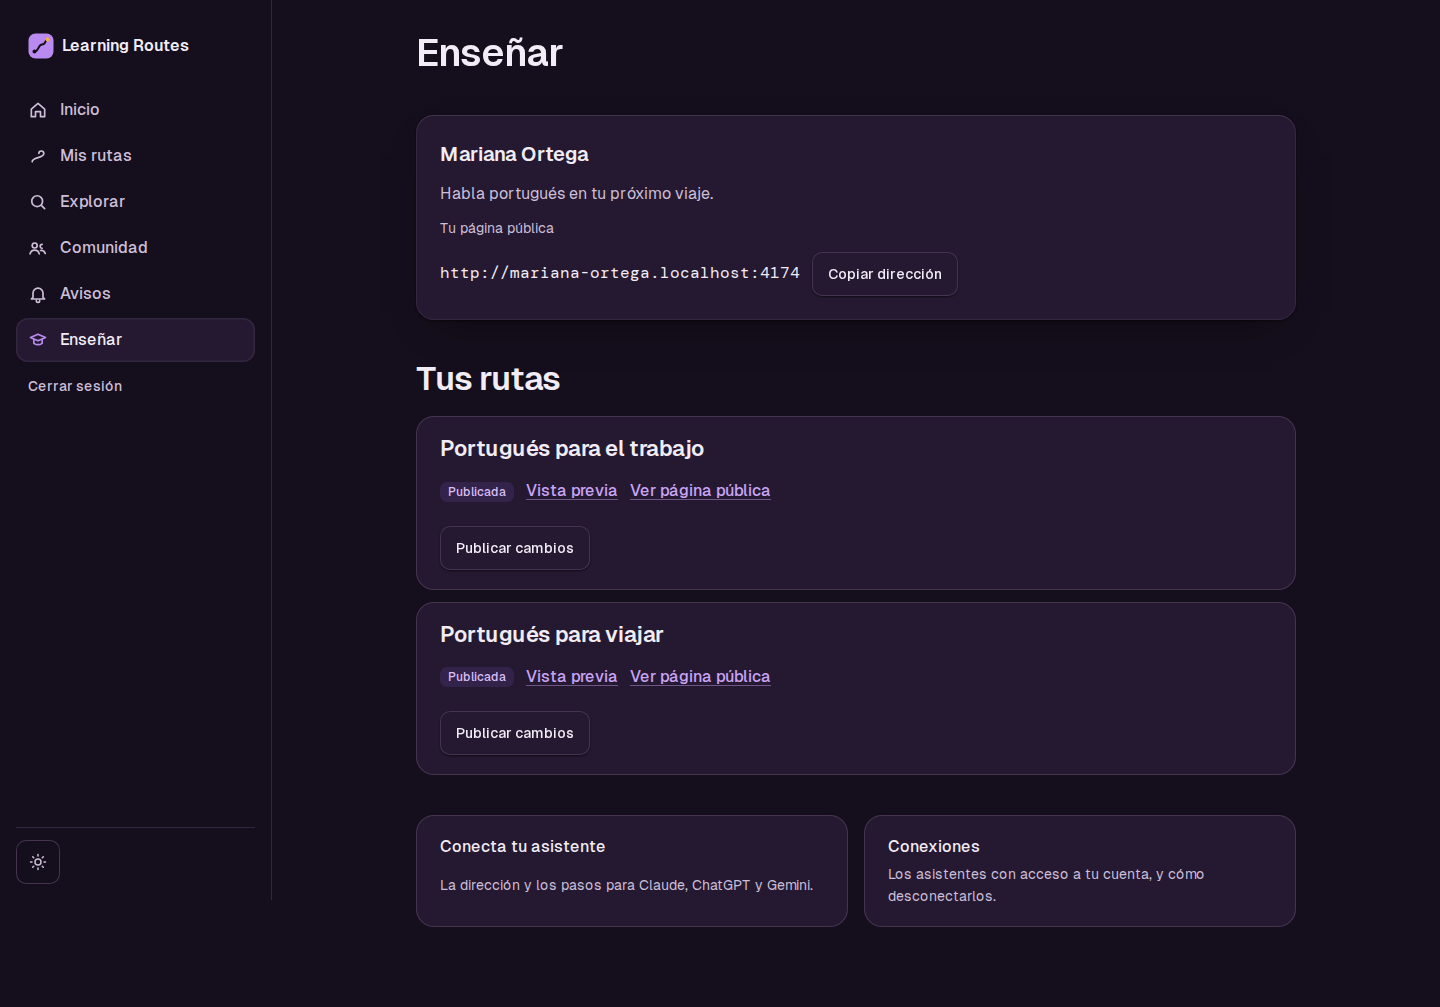 Learning Routes
Inicio
Mis rutas
Explorar
Comunidad
Avisos
Enseñar
Cerrar sesión
Enseñar
Mariana Ortega
Habla portugués en tu próximo viaje.
Tu página pública
http://mariana-ortega.localhost:4174 Copiar dirección
Tus rutas
Portugués para el trabajo
Publicada Vista previa Ver página pública
Publicar cambios
Portugués para viajar
Publicada Vista previa Ver página pública
Publicar cambios
Conecta tu asistente
La dirección y los pasos para Claude, ChatGPT y Gemini.
Conexiones
Los asistentes con acceso a tu cuenta, y cómo
desconectarlos.